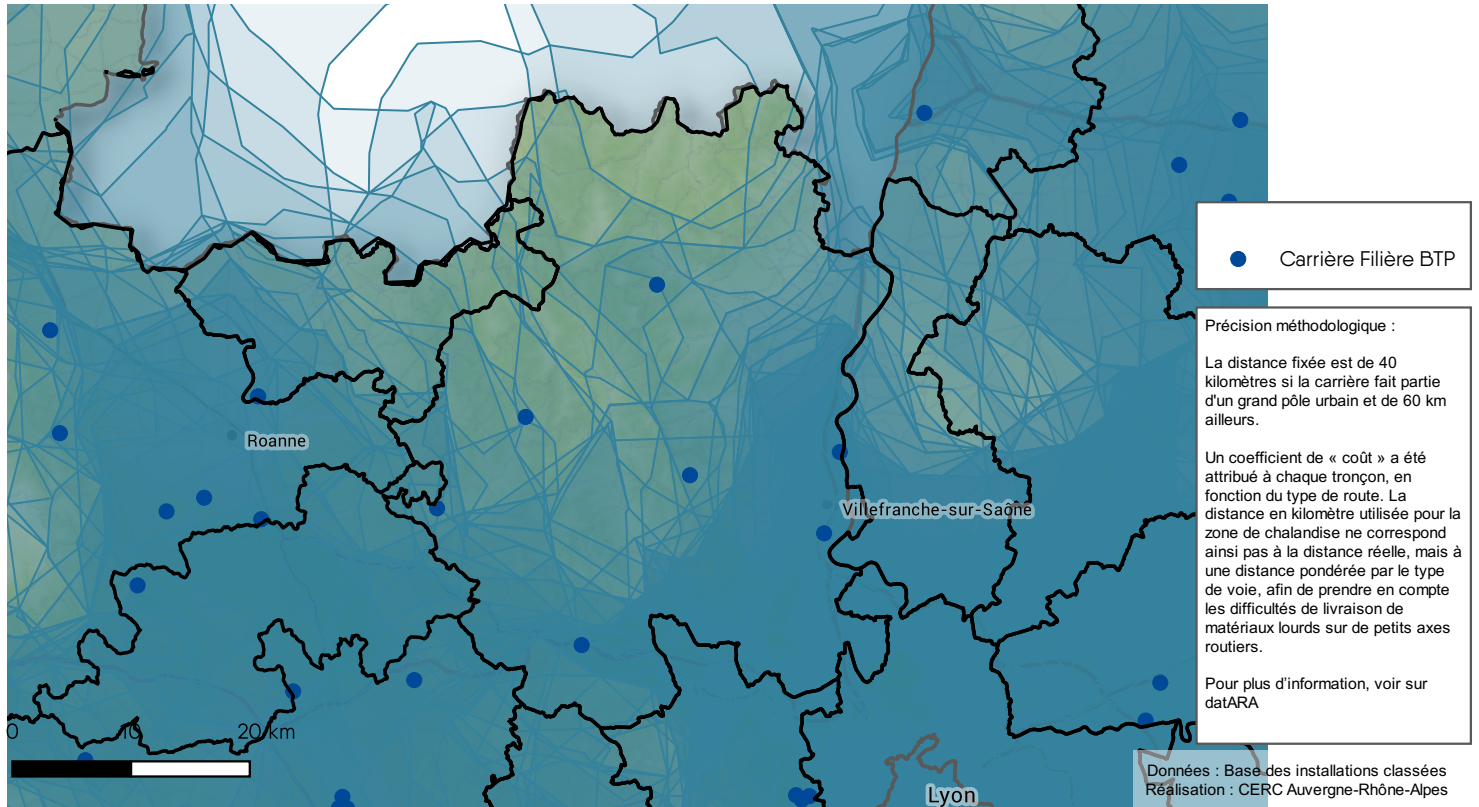 Carrière Filière BTP
Précision méthodologique :
La distance fixée est de 40
kilomètres si la carrière fait partie
d'un grand pôle urbain et de 60 km
ailleurs.
Un coefficient de « coût » a été
attribué à chaque tronçon, en
fonction du type de route. La
distance en kilomètre utilisée pour la
zone de chalandise ne correspond
ainsi pas à la distance réelle, mais à
une distance pondérée par le type
de voie, afin de prendre en compte
les difficultés de livraison de
matériaux lourds sur de petits axes
routiers.
Pour plus d'information, voir sur
datARA
Roanne
Villefranche-sur-Saône
0 10 20 km
Lyon
Données : Base des installations classées
Réalisation : CERC Auvergne-Rhône-Alpes